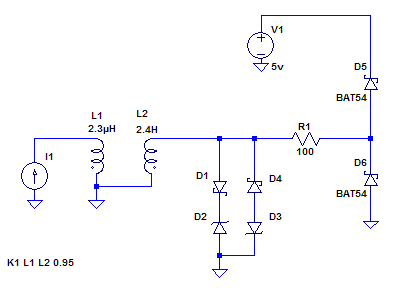 V1
5v
D5
BAT54
L1
2.3µH
L2
2.4H
R1
100
I1
D1
D4
D6
BAT54
D2
D3
K1 L1 L2 0.95